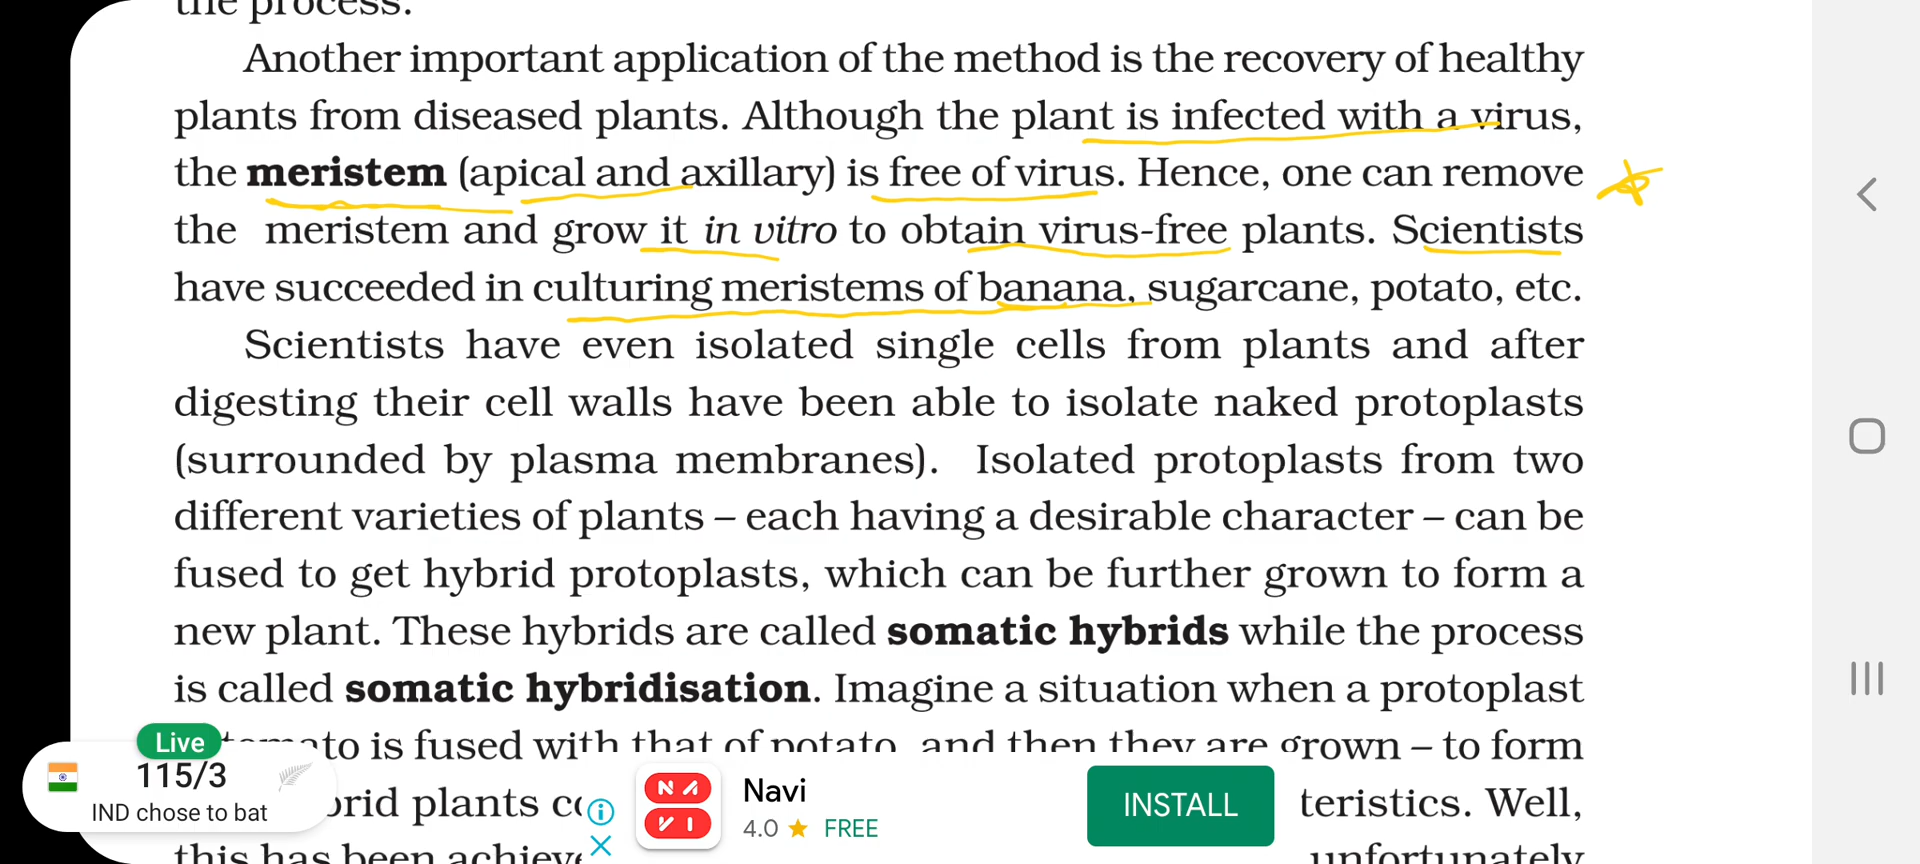 the process.
Another important application of the method is the recovery of healthy
plants from diseased plants. Although the plant is infected with a virus,
the meristem (apical and axillary) is free of virus. Hence, one can remove
the meristem and grow it in vitro to obtain virus-free plants. Scientists
have succeeded in culturing meristems of banana, sugarcane, potato, etc.
Scientists have even isolated single cells from plants and after
digesting their cell walls have been able to isolate naked protoplasts
(surrounded by plasma membranes). Isolated protoplasts from two
different varieties of plants – each having a desirable character – can be
fused to get hybrid protoplasts, which can be further grown to form a
new plant. These hybrids are called somatic hybrids while the process
is called somatic hybridisation. Imagine a situation when a protoplast
is fused with that of potato, and then they are grown – to form
plants teristics. Well,
this has been unfortunately
Live
115/3
IND chose to bat
NAVI
Navi
4.0 ★ FREE
INSTALL